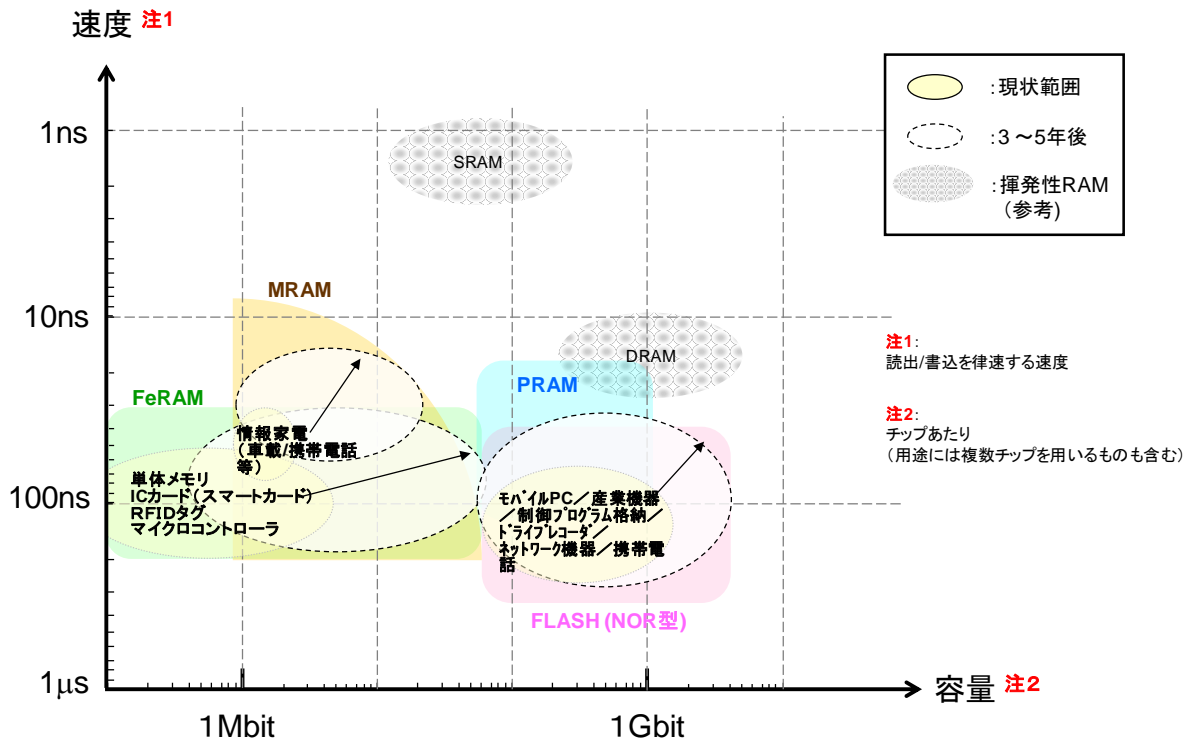 速度 注1
1ns
10ns
100ns
1μs
1Mbit
1Gbit
容量 注2
SRAM
DRAM
MRAM
FeRAM
PRAM
FLASH (NOR型)
情報家電
(車載/携帯電話
等)
単体メモリ
ICカード(スマートカード)
RFIDタグ
マイクロコントローラ
ﾓﾊﾞｲﾙPC／産業機器
／制御ﾌﾟﾛｸﾞﾗﾑ格納／
ﾄﾞﾗｲﾌﾞﾚｺｰﾀﾞ／
ﾈｯﾄﾜｰｸ機器／携帯電
話
:現状範囲
:3～5年後
:揮発性RAM
(参考)
注1:
読出/書込を律速する速度
注2:
チップあたり
(用途には複数チップを用いるものも含む)